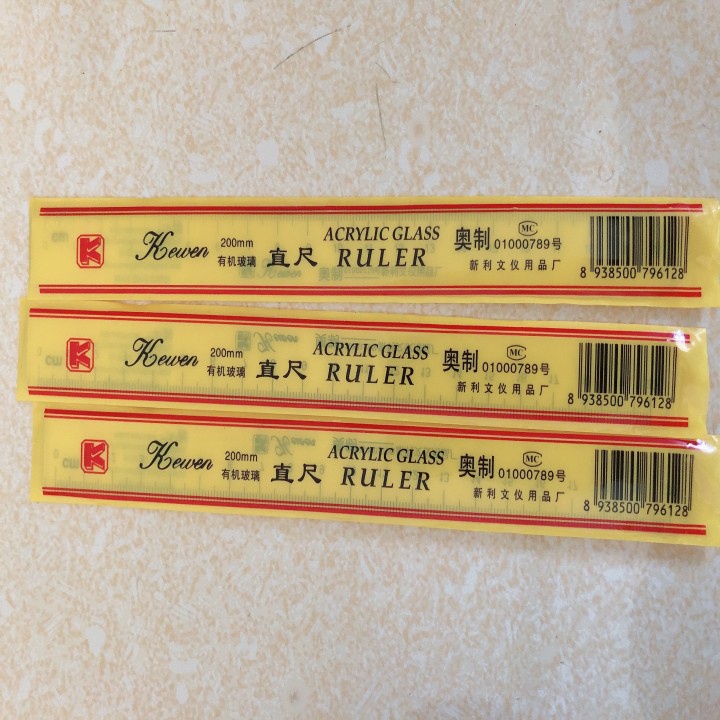 K Kewen 200mm 有机玻璃 直尺 ACRYLIC GLASS RULER 奥制 MC 01000789号 新利文仪用品厂 8 938500 796128
cm K Kewen 200mm 有机玻璃 直尺 ACRYLIC GLASS RULER 奥制 MC 01000789号 新利文仪用品厂 8 938500 796128
cm K Kewen 200mm 有机玻璃 直尺 ACRYLIC GLASS RULER 奥制 MC 01000789号 新利文仪用品厂 8 938500 796128